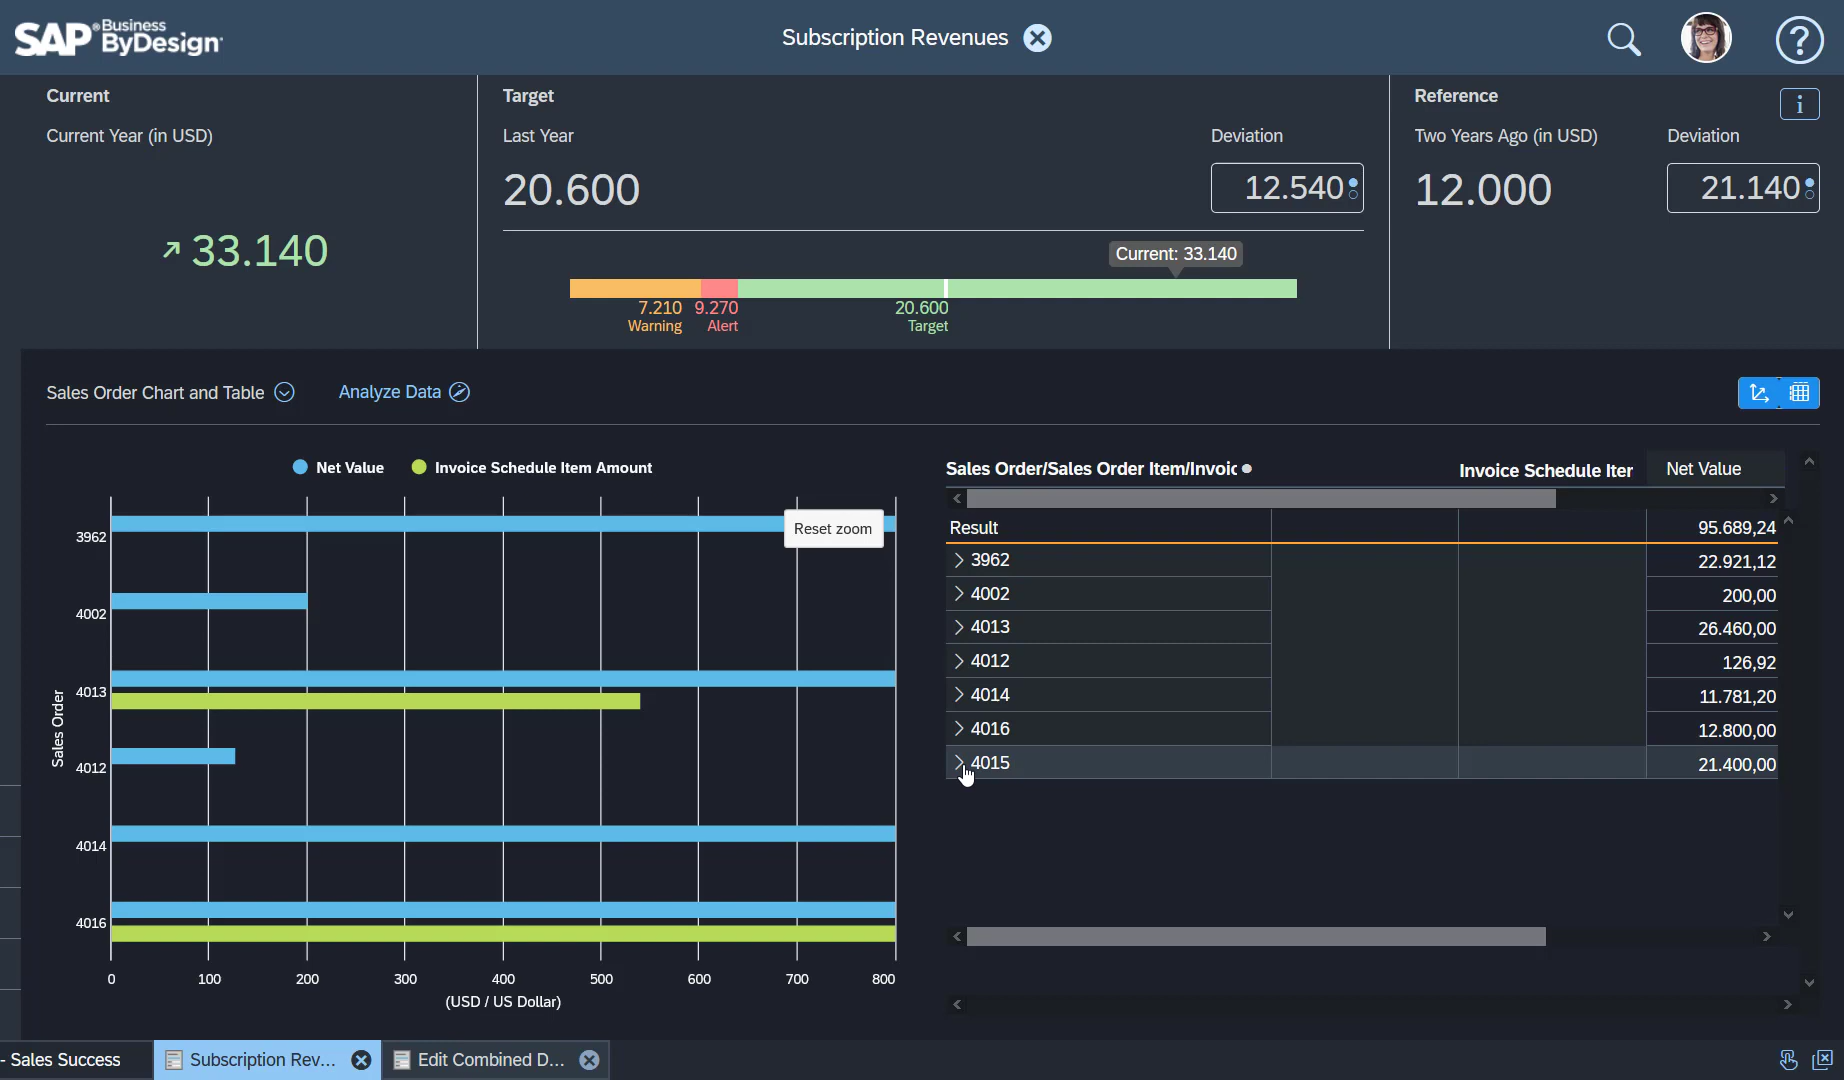 SAP Business ByDesign
Subscription Revenues
Current
Current Year (in USD)
33.140
Target
Last Year
Deviation
20.600
12.540
Current: 33.140
7.210 9.270 20.600
Warning Alert Target
Reference
Two Years Ago (in USD)
Deviation
12.000
21.140
Sales Order Chart and Table
Analyze Data
Net Value
Invoice Schedule Item Amount
Reset zoom
Sales Order
3962
4002
4013
4012
4014
4016
0 100 200 300 400 500 600 700 800
(USD / US Dollar)
Sales Order/Sales Order Item/Invoic
Invoice Schedule Iter
Net Value
Result 95.689,24
3962 22.921,12
4002 200,00
4013 26.460,00
4012 126,92
4014 11.781,20
4016 12.800,00
4015 21.400,00
- Sales Success
Subscription Rev...
Edit Combined D...